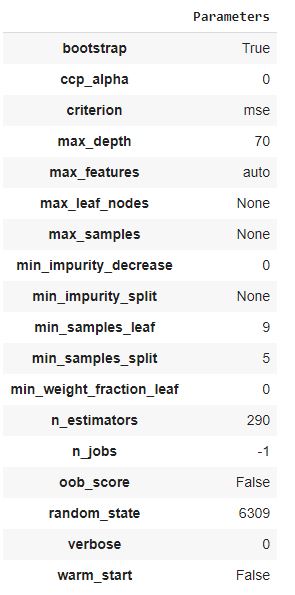 Parameters
bootstrap True
ccp_alpha 0
criterion mse
max_depth 70
max_features auto
max_leaf_nodes None
max_samples None
min_impurity_decrease 0
min_impurity_split None
min_samples_leaf 9
min_samples_split 5
min_weight_fraction_leaf 0
n_estimators 290
n_jobs -1
oob_score False
random_state 6309
verbose 0
warm_start False